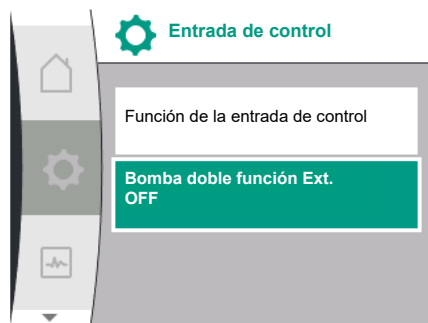 Entrada de control
Función de la entrada de control
Bomba doble función Ext.
OFF